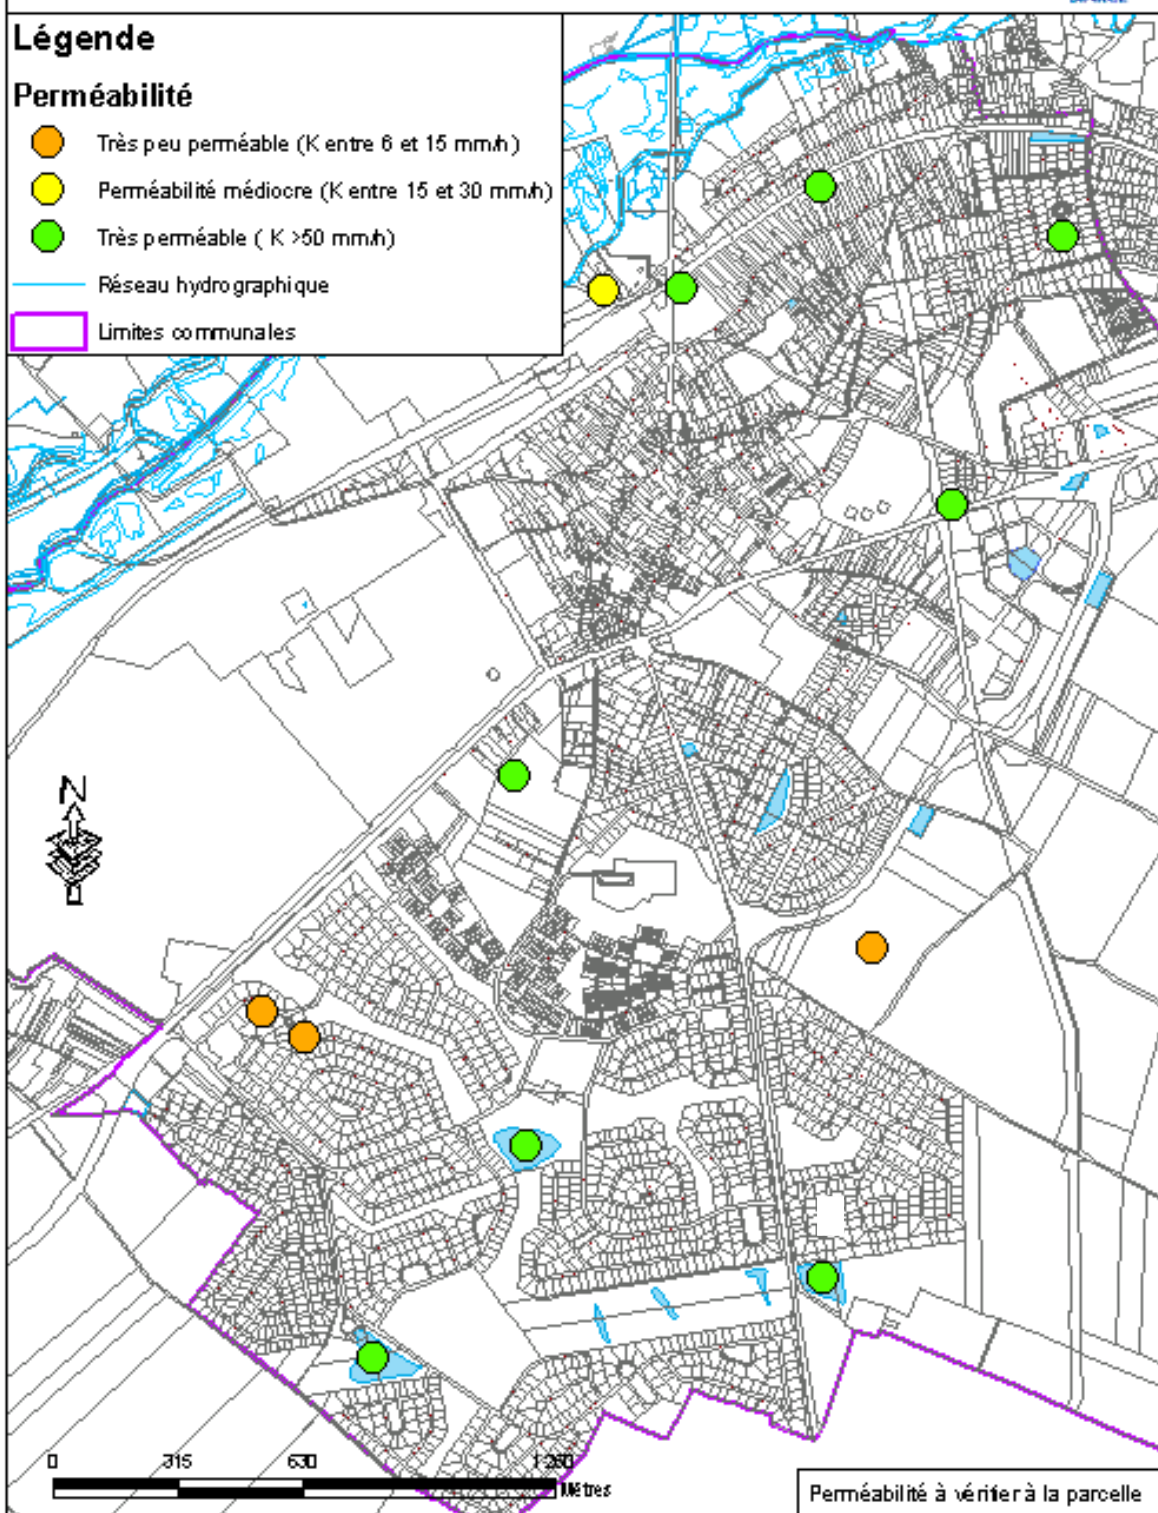 Légende
Perméabilité
Très peu perméable (K entre 6 et 15 mm/h)
Perméabilité médiocre (K entre 15 et 30 mm/h)
Très perméable ( K >50 mm/h)
Réseau hydrographique
Limites communales
N
0 315 630 1 260
Mètres
Perméabilité à vérifier à la parcelle